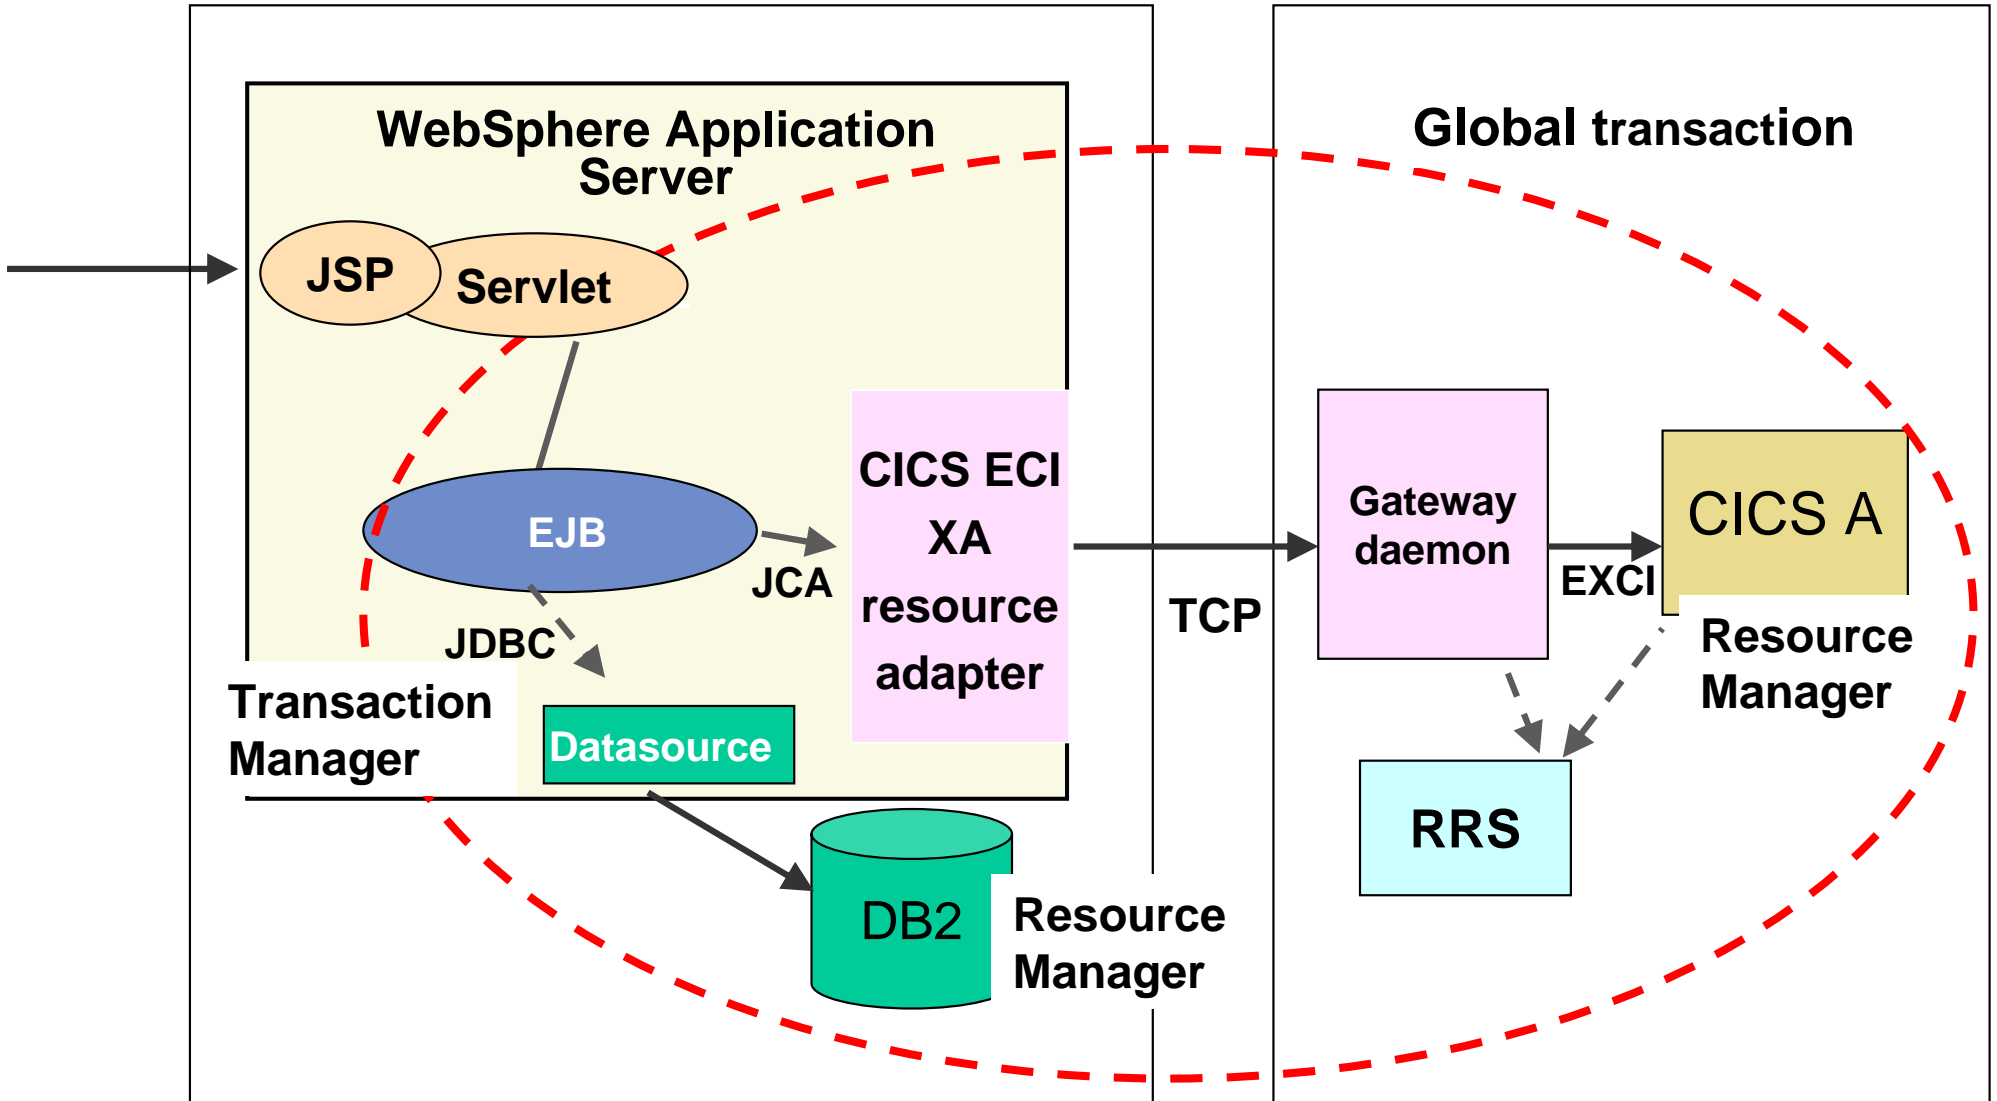 WebSphere Application
Server
Global transaction
JSP
Servlet
EJB
JCA
JDBC
CICS ECI
XA
resource
adapter
Transaction
Manager
Datasource
DB2
Resource
Manager
TCP
Gateway
daemon
EXCI
CICS A
Resource
Manager
RRS